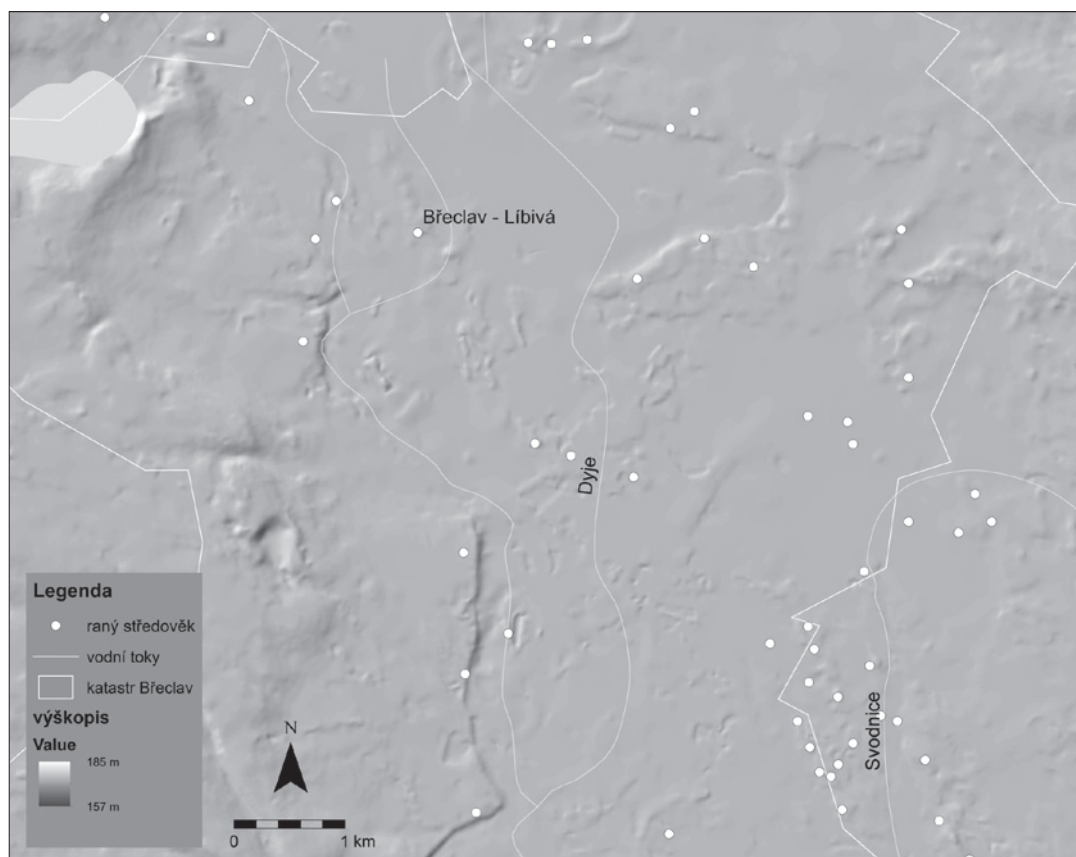 Břeclav - Líbivá
Dyje
Svodnice
Legenda
raný středověk
vodní toky
katastr Břeclav
výškopis
Value
185 m
157 m
N
0 1 km